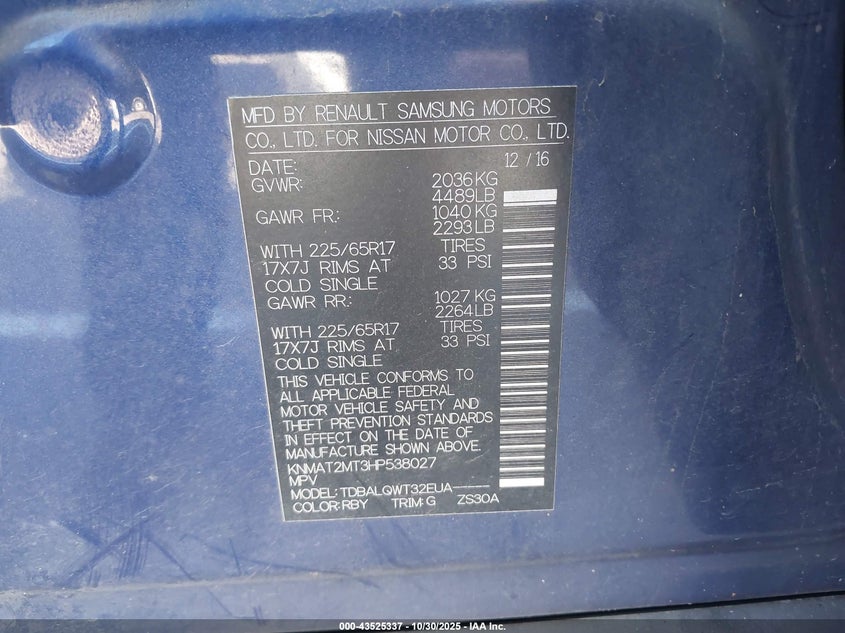 MFD BY RENAULT SAMSUNG MOTORS
CO., LTD. FOR NISSAN MOTOR CO., LTD.
DATE: 12 / 16
GVWR: 2036 KG
4489 LB
GAWR FR.: 1040 KG
2293 LB
WITH 225/65R17 TIRES
17X7J RIMS AT 33 PSI
COLD SINGLE
GAWR RR.: 1027 KG
2264 LB
WITH 225/65R17 TIRES
17X7J RIMS AT 33 PSI
COLD SINGLE
THIS VEHICLE CONFORMS TO
ALL APPLICABLE FEDERAL
MOTOR VEHICLE SAFETY AND
THEFT PREVENTION STANDARDS
IN EFFECT ON THE DATE OF
MANUFACTURE SHOWN ABOVE.
KNMAT2MT3HP538027
MPV
MODEL: TDBALQWT32EUA-----
COLOR: RBY TRIM: G ZS30A
000-43525337 - 10/30/2025 - IAA Inc.